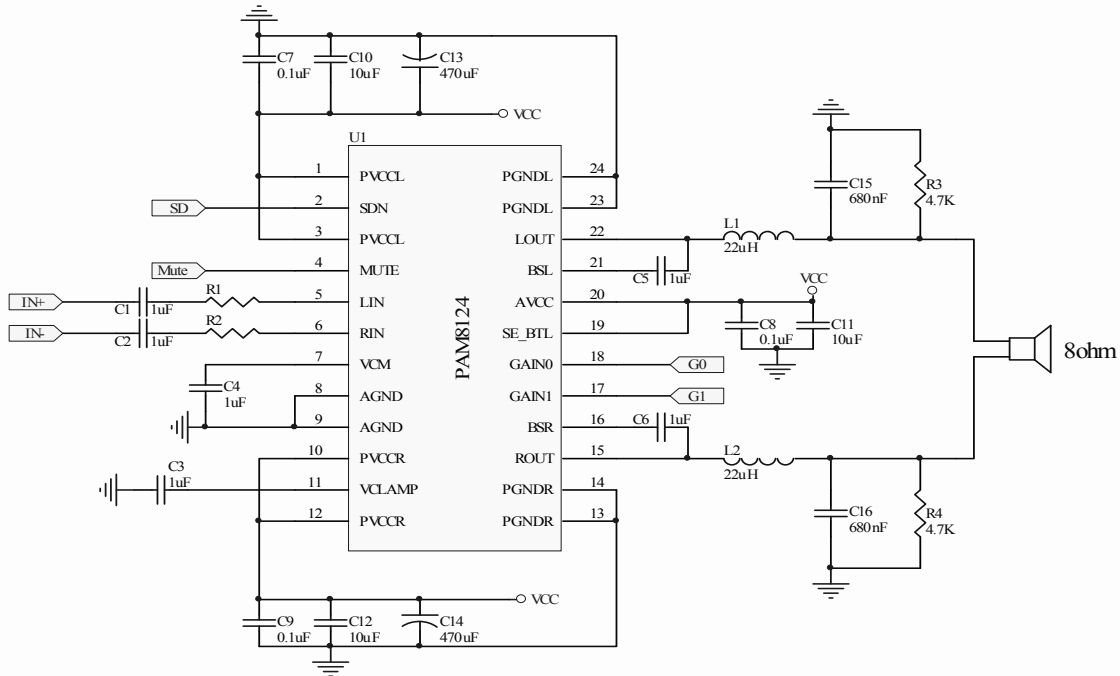 C7
0.1uF
C10
10uF
C13
470uF
VCC
U1
PAM8124
1 PVCCL
2 SDN
3 PVCCL
4 MUTE
5 LIN
6 RIN
7 VCM
8 AGND
9 AGND
10 PVCCR
11 VCLAMP
12 PVCCR
PGNDL 24
PGNDL 23
LOUT 22
BSL 21
AVCC 20
SE_BTL 19
GAIN0 18
GAIN1 17
BSR 16
ROUT 15
PGNDR 14
PGNDR 13
SD
Mute
IN+
C1
1uF
R1
IN-
C2
1uF
R2
C4
1uF
C3
1uF
C15
680nF
R3
4.7K
L1
22uH
C5
1uF
VCC
C8
0.1uF
C11
10uF
8ohm
G0
G1
C6
1uF
L2
22uH
C16
680nF
R4
4.7K
VCC
C9
0.1uF
C12
10uF
C14
470uF